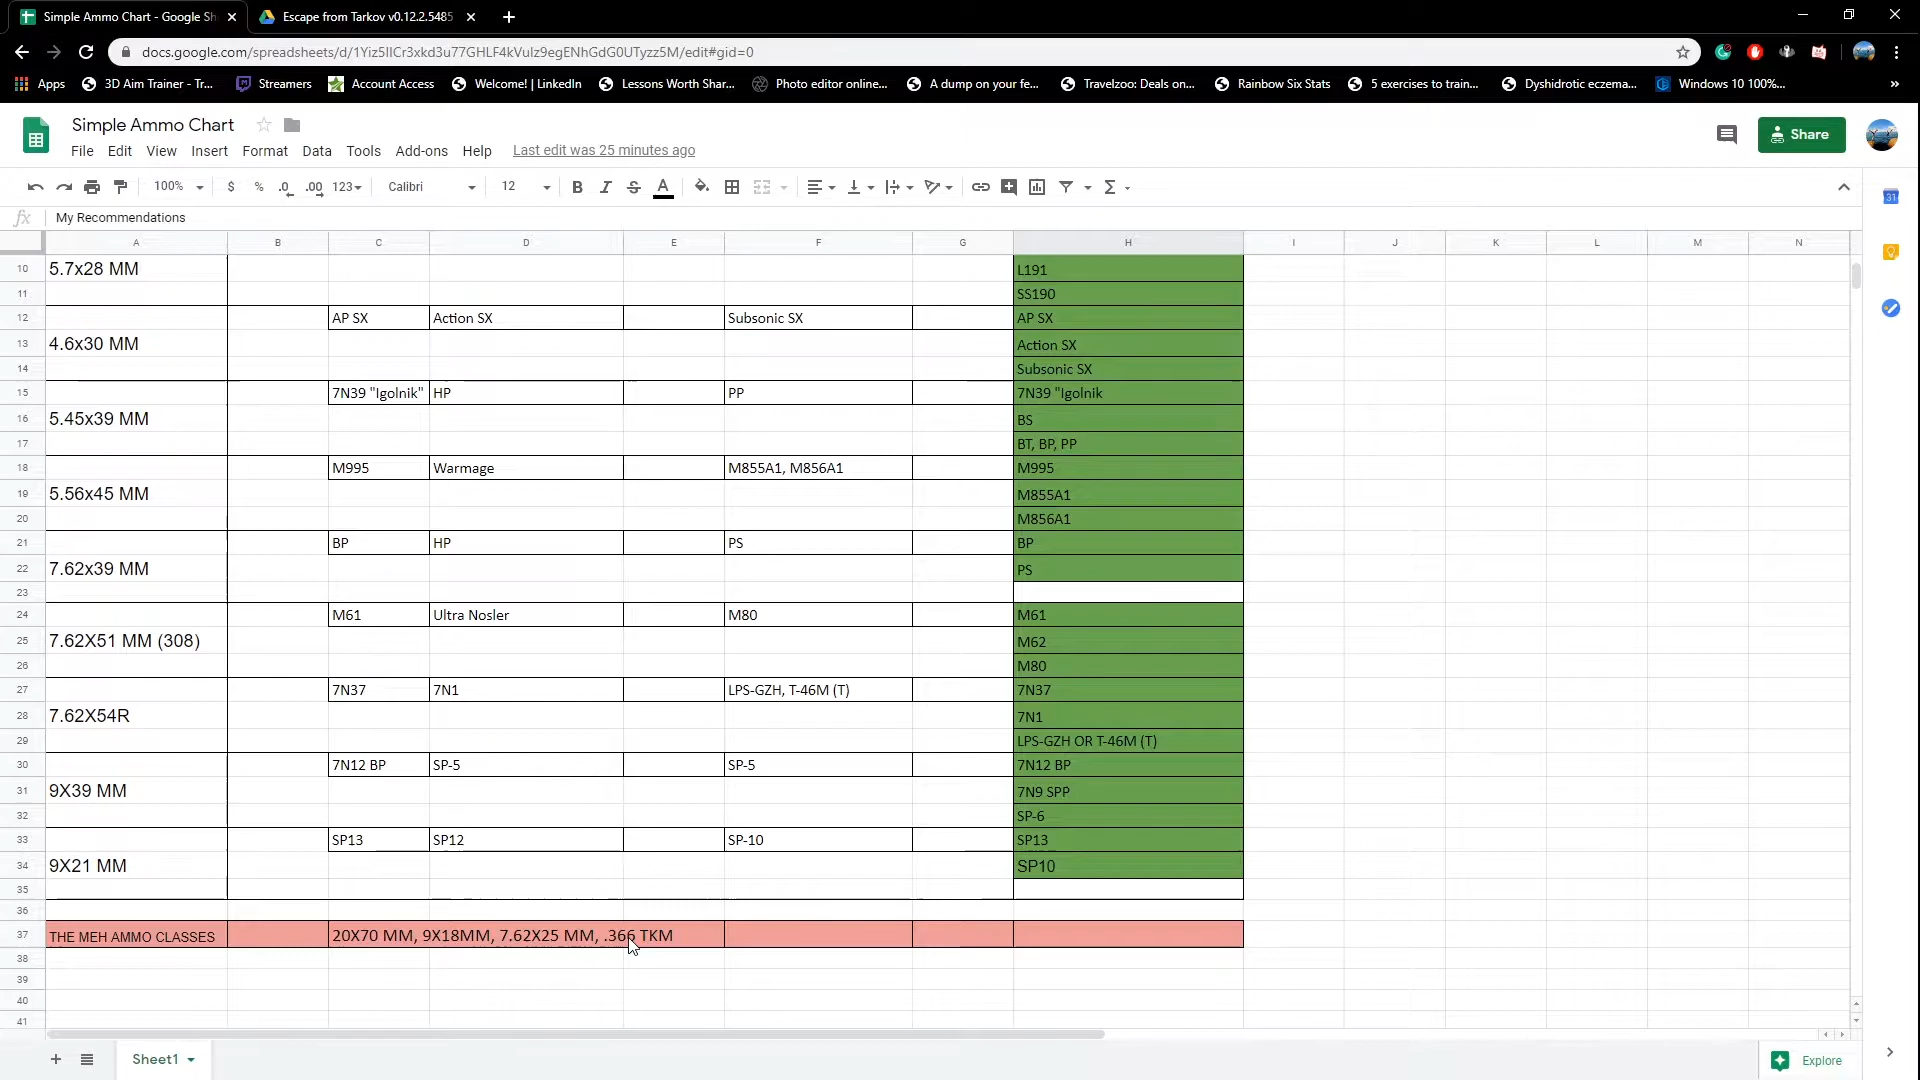 Simple Ammo Chart - Google Sh
Escape from Tarkov v0.12.2.5485
docs.google.com/spreadsheets/d/1Yiz5lICr3xkd3u77GHLF4kVulz9egENhGdG0UTyzz5M/edit#gid=0
Apps 3D Aim Trainer - Tr... Streamers Account Access Welcome! | LinkedIn Lessons Worth Shar... Photo editor online... A dump on your fe... Travelzoo: Deals on... Rainbow Six Stats 5 exercises to train... Dyshidrotic eczema... Windows 10 100%... »
Simple Ammo Chart
Share
File Edit View Insert Format Data Tools Add-ons Help Last edit was 25 minutes ago
100% $ % .0 .00 123 Calibri 12 B I S A Σ
fx My Recommendations
31
A B C D E F G H I J K L M N
10 5.7x28 MM L191
11 SS190
12 AP SX Action SX Subsonic SX AP SX
13 4.6x30 MM Action SX
14 Subsonic SX
15 7N39 "Igolnik" HP PP 7N39 "Igolnik
16 5.45x39 MM BS
17 BT, BP, PP
18 M995 Warmage M855A1, M856A1 M995
19 5.56x45 MM M855A1
20 M856A1
21 BP HP PS BP
22 7.62x39 MM PS
23
24 M61 Ultra Nosler M80 M61
25 7.62X51 MM (308) M62
26 M80
27 7N37 7N1 LPS-GZH, T-46M (T) 7N37
28 7.62X54R 7N1
29 LPS-GZH OR T-46M (T)
30 7N12 BP SP-5 SP-5 7N12 BP
31 9X39 MM 7N9 SPP
32 SP-6
33 SP13 SP12 SP-10 SP13
34 9X21 MM SP10
35
36
37 THE MEH AMMO CLASSES 20X70 MM, 9X18MM, 7.62X25 MM, .366 TKM
38
39
40
41
Sheet1
Explore